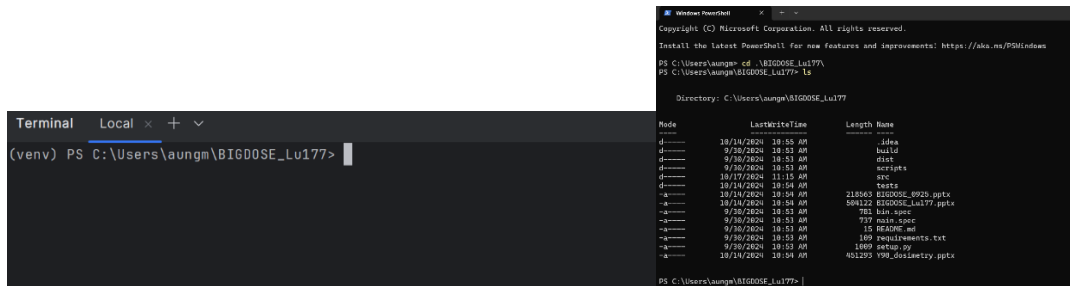 Terminal Local × + ⌄
(venv) PS C:\Users\aungm\BIGDOSE_Lu177>
Windows PowerShell × + ⌄
Copyright (C) Microsoft Corporation. All rights reserved.
Install the latest PowerShell for new features and improvements! https://aka.ms/PSWindows
PS C:\Users\aungm> cd .\BIGDOSE_Lu177\
PS C:\Users\aungm\BIGDOSE_Lu177> ls
Directory: C:\Users\aungm\BIGDOSE_Lu177
Mode LastWriteTime Length Name
---- ------------- ------ ----
d----- 10/14/2024 10:56 AM .idea
d----- 9/30/2024 10:53 AM build
d----- 9/30/2024 10:53 AM dist
d----- 9/30/2024 10:53 AM scripts
d----- 10/17/2024 11:15 AM src
d----- 10/14/2024 10:54 AM tests
-a---- 10/14/2024 10:54 AM 218563 BIGDOSE_0925.pptx
-a---- 10/14/2024 10:54 AM 504122 BIGDOSE_Lu177.pptx
-a---- 9/30/2024 10:53 AM 781 bin.spec
-a---- 9/30/2024 10:53 AM 737 main.spec
-a---- 9/30/2024 10:53 AM 15 README.md
-a---- 9/30/2024 10:53 AM 109 requirements.txt
-a---- 9/30/2024 10:53 AM 1009 setup.py
-a---- 10/14/2024 10:54 AM 451293 Y90_dosimetry.pptx
PS C:\Users\aungm\BIGDOSE_Lu177>